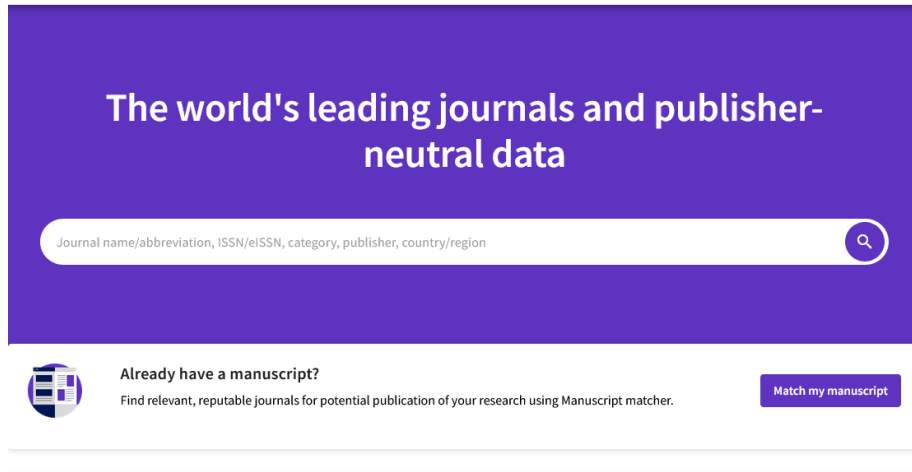 The world's leading journals and publisher-
neutral data
Journal name/abbreviation, ISSN/eISSN, category, publisher, country/region
Already have a manuscript?
Find relevant, reputable journals for potential publication of your research using Manuscript matcher.
Match my manuscript